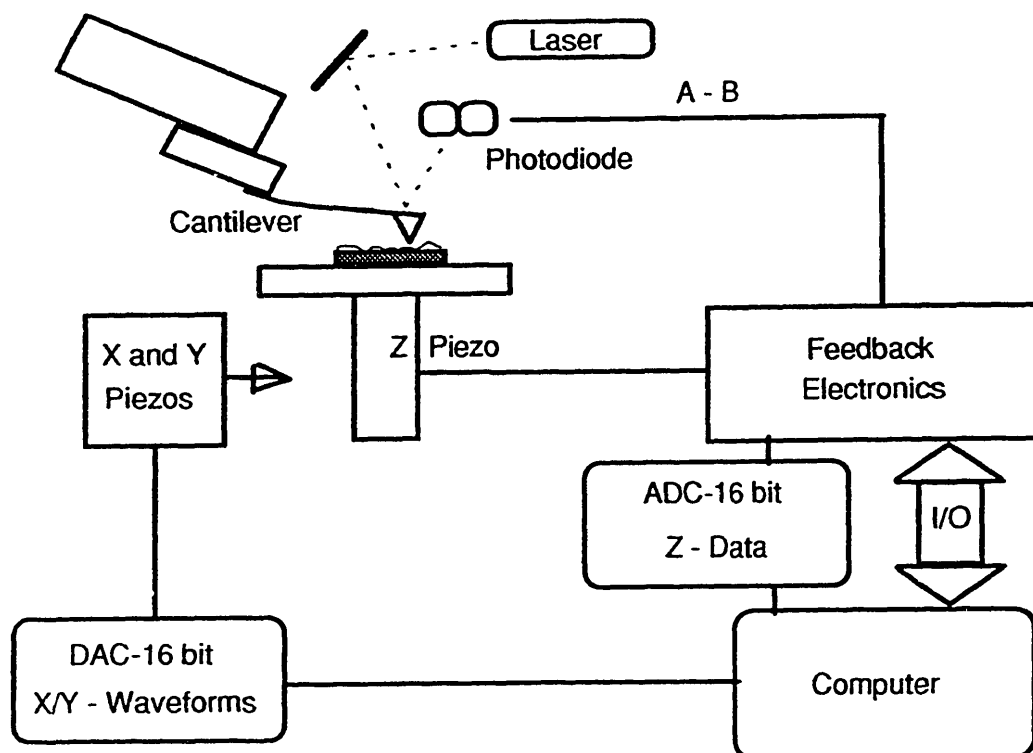 Laser
A - B
Photodiode
Cantilever
X and Y
Piezos
Z Piezo
Feedback
Electronics
ADC-16 bit
Z - Data
I/O
DAC-16 bit
X/Y - Waveforms
Computer